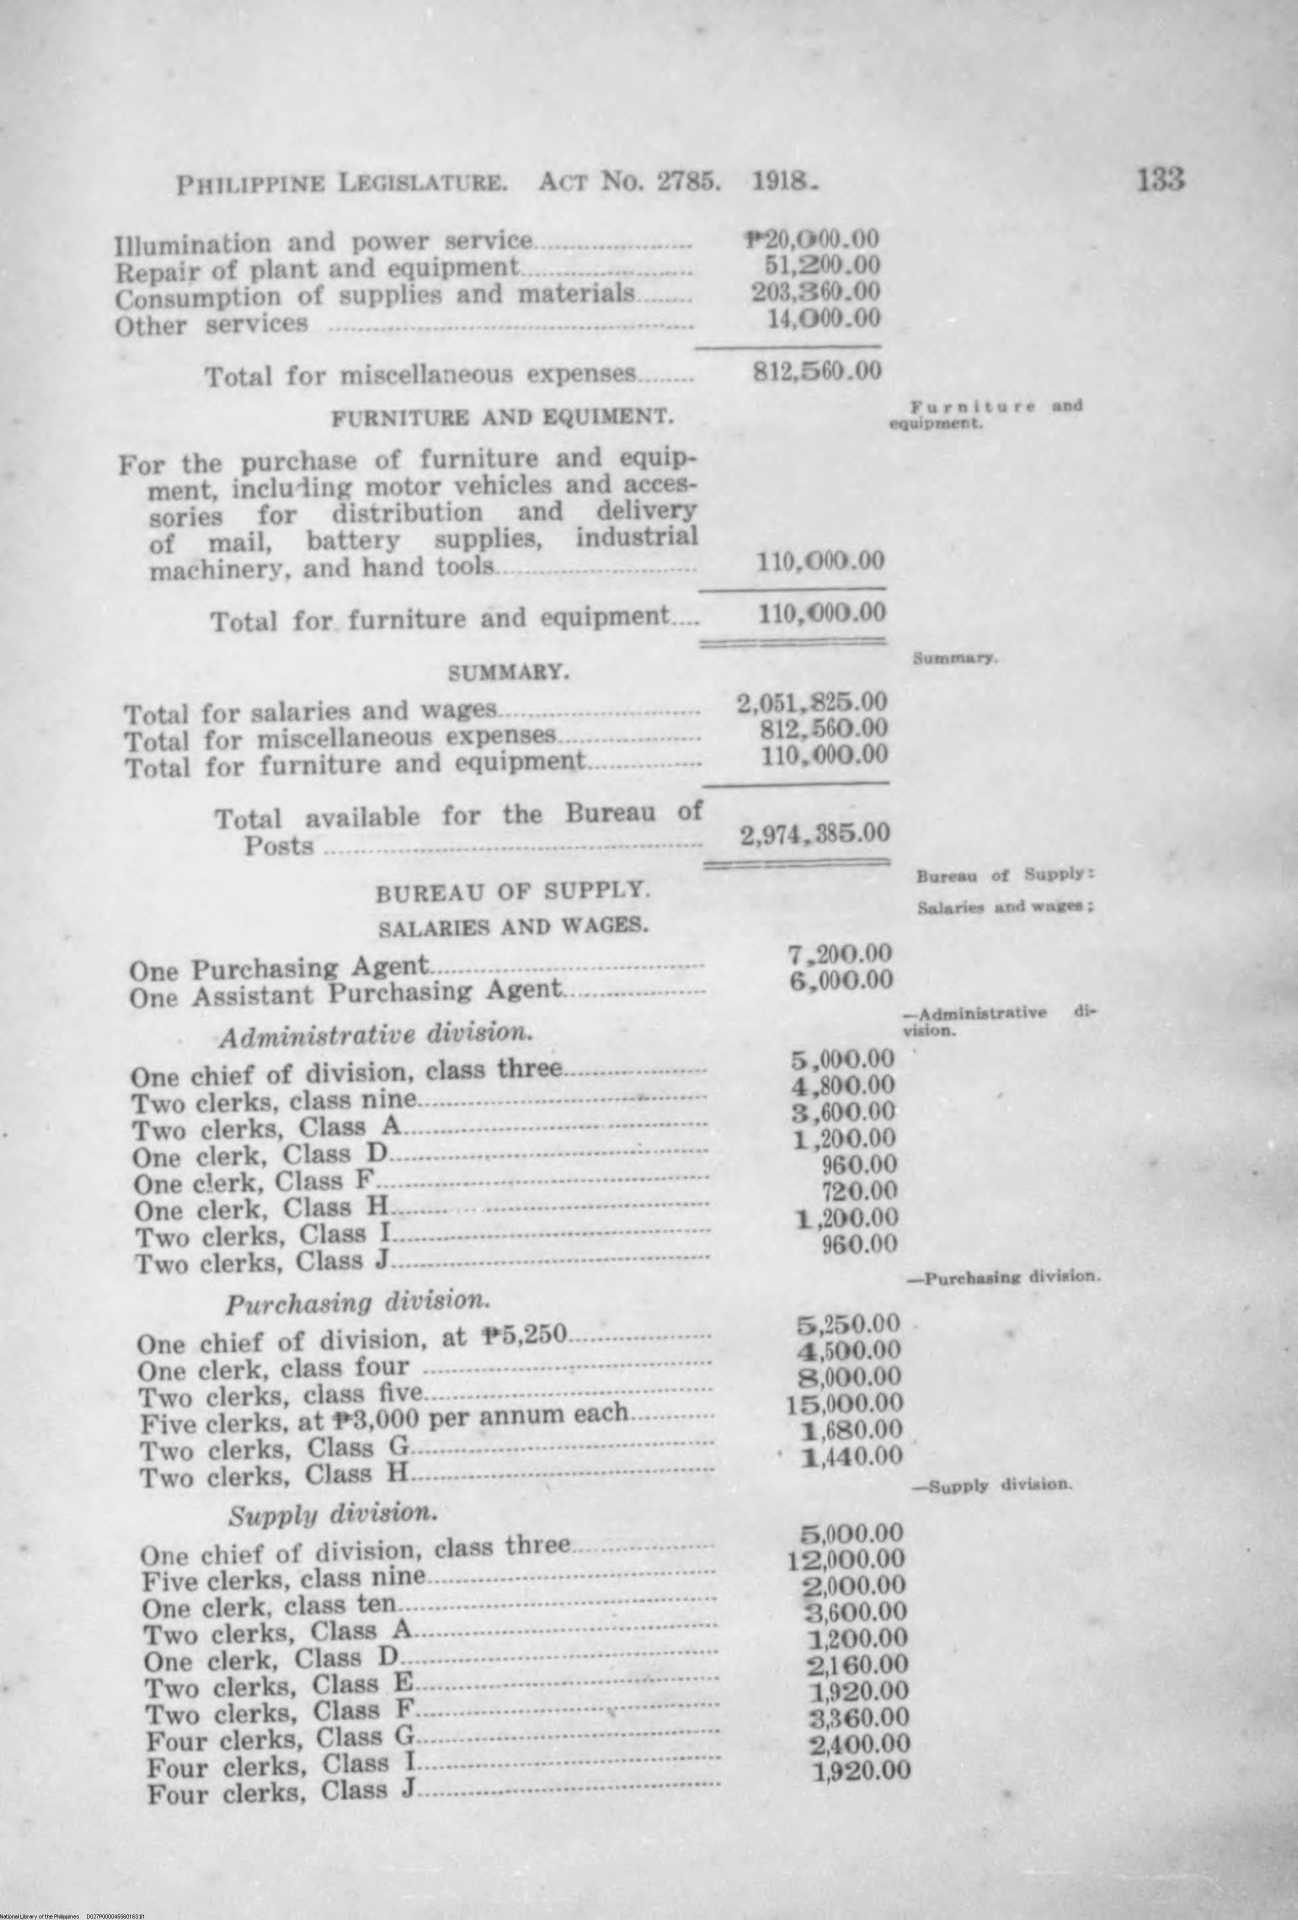 PHILIPPINE LEGISLATURE. ACT NO. 2785. 1918. 133
Illumination and power service ₱20,000.00
Repair of plant and equipment 51,200.00
Consumption of supplies and materials 203,360.00
Other services 14,000.00
Total for miscellaneous expenses 812,560.00
FURNITURE AND EQUIMENT.
Furniture and
equipment.
For the purchase of furniture and equip-
ment, including motor vehicles and acces-
sories for distribution and delivery
of mail, battery supplies, industrial
machinery, and hand tools 110,000.00
Total for furniture and equipment 110,000.00
SUMMARY.
Summary.
Total for salaries and wages 2,051,825.00
Total for miscellaneous expenses 812,560.00
Total for furniture and equipment 110,000.00
Total available for the Bureau of
Posts 2,974,385.00
BUREAU OF SUPPLY.
Bureau of Supply:
SALARIES AND WAGES.
Salaries and wages;
One Purchasing Agent 7,200.00
One Assistant Purchasing Agent 6,000.00
Administrative division.
—Administrative di-
vision.
One chief of division, class three 5,000.00
Two clerks, class nine 4,800.00
Two clerks, Class A 3,600.00
One clerk, Class D 1,200.00
One clerk, Class F 960.00
One clerk, Class H 720.00
Two clerks, Class I 1,200.00
Two clerks, Class J 960.00
Purchasing division.
—Purchasing division.
One chief of division, at ₱5,250 5,250.00
One clerk, class four 4,500.00
Two clerks, class five 8,000.00
Five clerks, at ₱3,000 per annum each 15,000.00
Two clerks, Class G 1,680.00
Two clerks, Class H 1,440.00
Supply division.
—Supply division.
One chief of division, class three 5,000.00
Five clerks, class nine 12,000.00
One clerk, class ten 2,000.00
Two clerks, Class A 3,600.00
One clerk, Class D 1,200.00
Two clerks, Class E 2,160.00
Two clerks, Class F 1,920.00
Four clerks, Class G 3,360.00
Four clerks, Class I 2,400.00
Four clerks, Class J 1,920.00
National Library of the Philippines